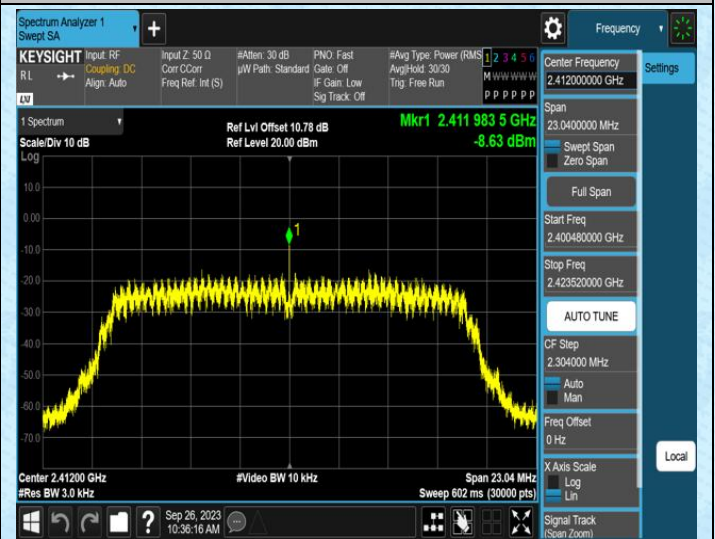 Spectrum Analyzer 1
Swept SA
Frequency
KEYSIGHT
RL
LXI
Input: RF
Coupling: DC
Align: Auto
Input Z: 50 Ω
Corr CCorr
Freq Ref: Int (S)
#Atten: 30 dB
µW Path: Standard
PNO: Fast
Gate: Off
IF Gain: Low
Sig Track: Off
#Avg Type: Power (RMS
Avg|Hold: 30/30
Trig: Free Run
1 2 3 4 5 6
M W W W W W
P P P P P P
1 Spectrum
Scale/Div 10 dB
Log
Ref Lvl Offset 10.78 dB
Ref Level 20.00 dBm
Mkr1 2.411 983 5 GHz
-8.63 dBm
1
10.0
0.00
-10.0
-20.0
-30.0
-40.0
-50.0
-60.0
-70.0
Center 2.41200 GHz
#Res BW 3.0 kHz
#Video BW 10 kHz
Span 23.04 MHz
Sweep 602 ms (30000 pts)
?
Sep 26, 2023
10:36:16 AM
Center Frequency
2.412000000 GHz
Settings
Span
23.0400000 MHz
Swept Span
Zero Span
Full Span
Start Freq
2.400480000 GHz
Stop Freq
2.423520000 GHz
AUTO TUNE
CF Step
2.304000 MHz
Auto
Man
Freq Offset
0 Hz
X Axis Scale
Log
Lin
Local
Signal Track
(Span Zoom)